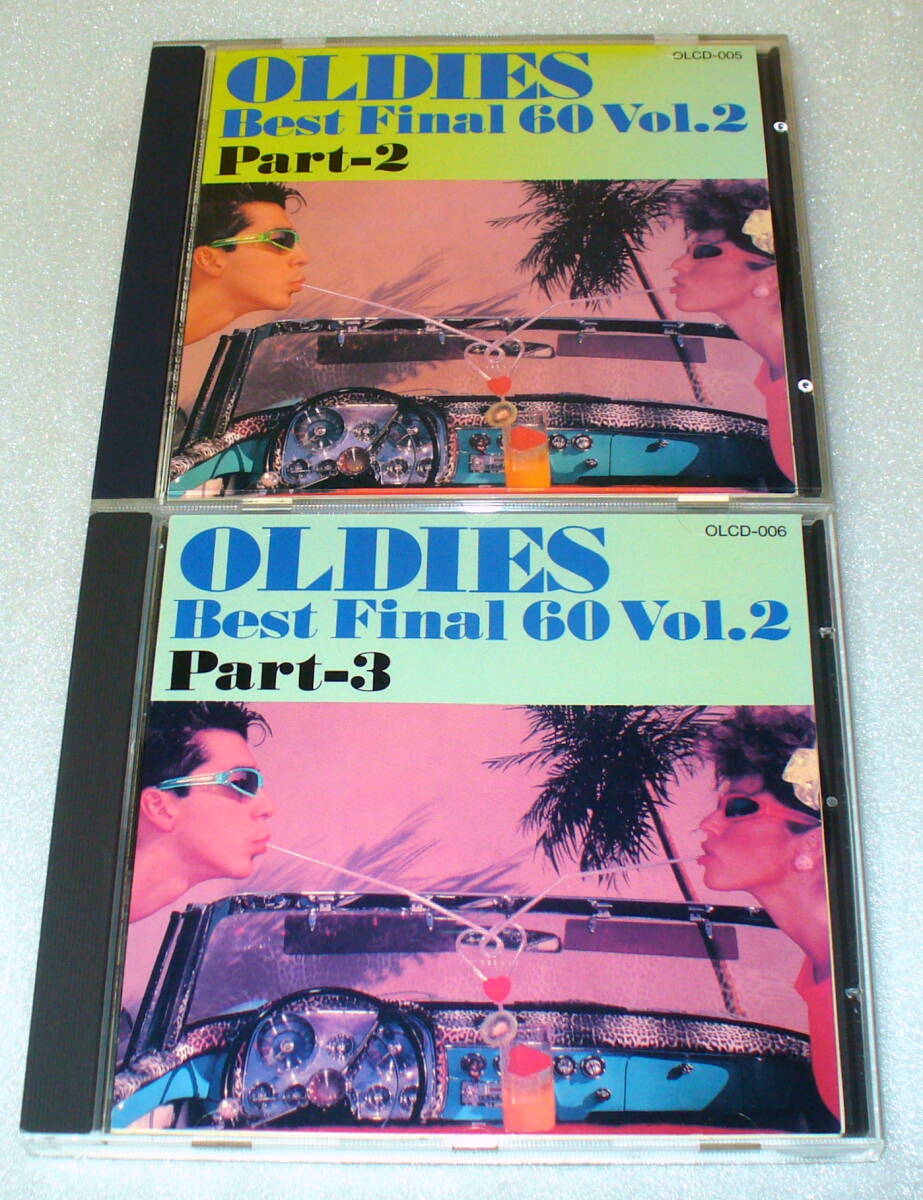 OLDIES
OLCD-005
Best Final 60 Vol.2
Part-2
OLDIES
OLCD-006
Best Final 60 Vol.2
Part-3